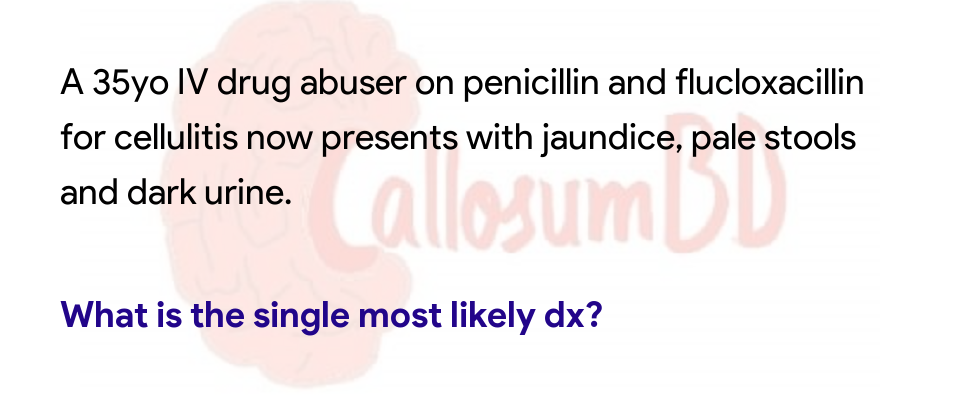 A 35yo IV drug abuser on penicillin and flucloxacillin
for cellulitis now presents with jaundice, pale stools
and dark urine.
CallosumBD
What is the single most likely dx?